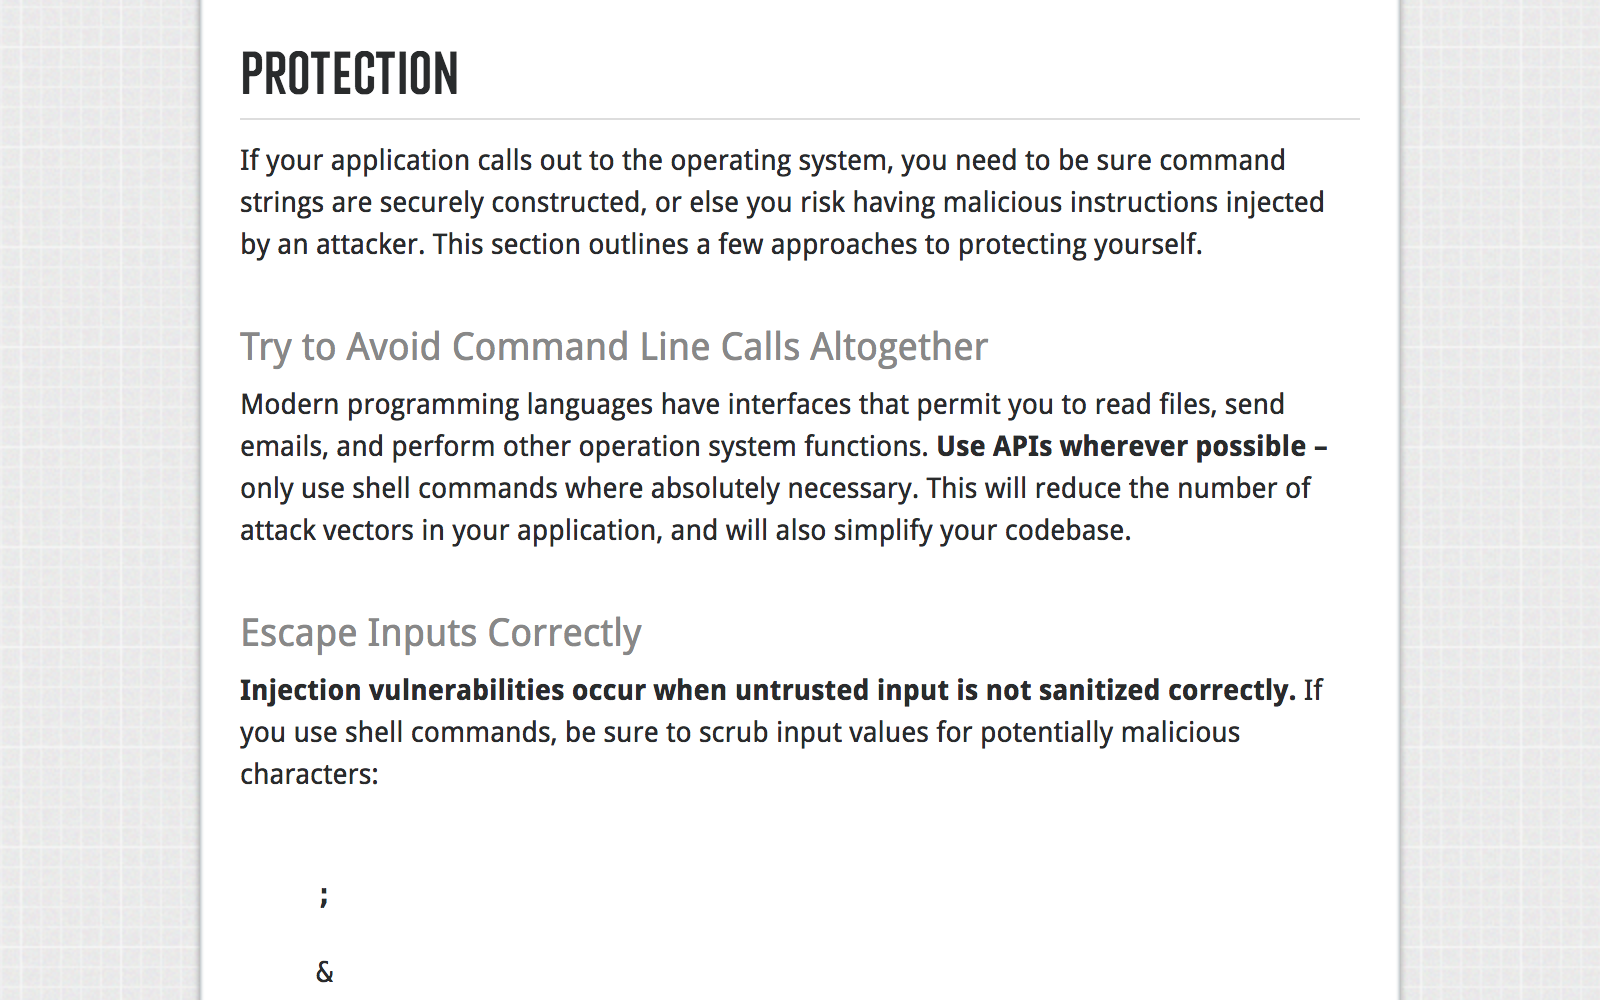 PROTECTION
If your application calls out to the operating system, you need to be sure command
strings are securely constructed, or else you risk having malicious instructions injected
by an attacker. This section outlines a few approaches to protecting yourself.
Try to Avoid Command Line Calls Altogether
Modern programming languages have interfaces that permit you to read files, send
emails, and perform other operation system functions. Use APIs wherever possible –
only use shell commands where absolutely necessary. This will reduce the number of
attack vectors in your application, and will also simplify your codebase.
Escape Inputs Correctly
Injection vulnerabilities occur when untrusted input is not sanitized correctly. If
you use shell commands, be sure to scrub input values for potentially malicious
characters:
;
&